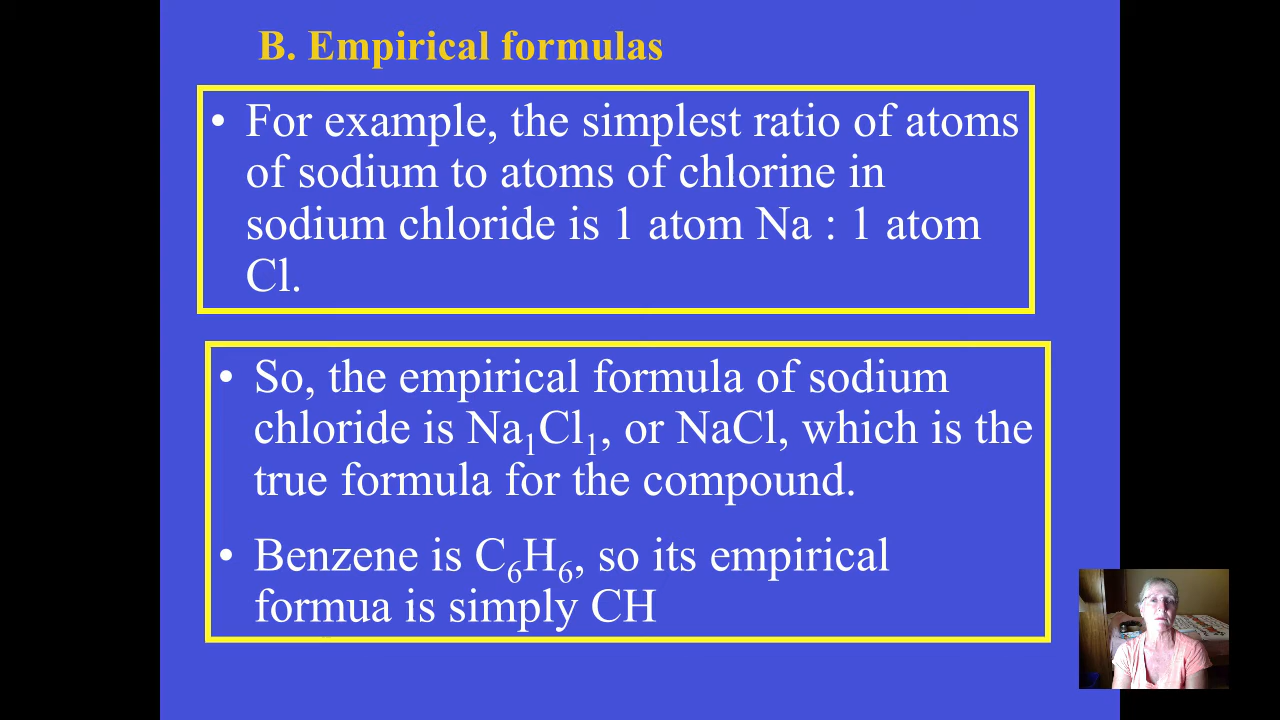 B. Empirical formulas
• For example, the simplest ratio of atoms
of sodium to atoms of chlorine in
sodium chloride is 1 atom Na : 1 atom
Cl.
• So, the empirical formula of sodium
chloride is Na₁Cl₁, or NaCl, which is the
true formula for the compound.
• Benzene is C₆H₆, so its empirical
formua is simply CH